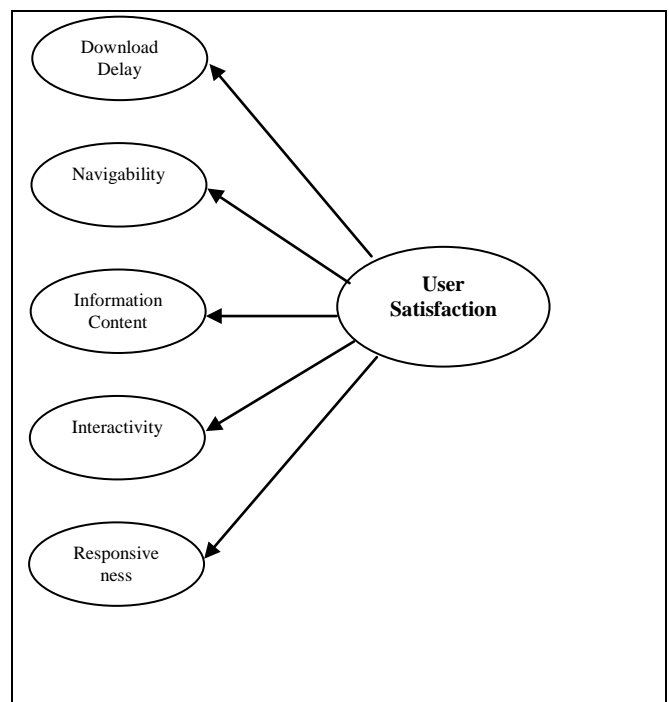 Download
Delay
Navigability
Information
Content
Interactivity
Responsive
ness
User
Satisfaction